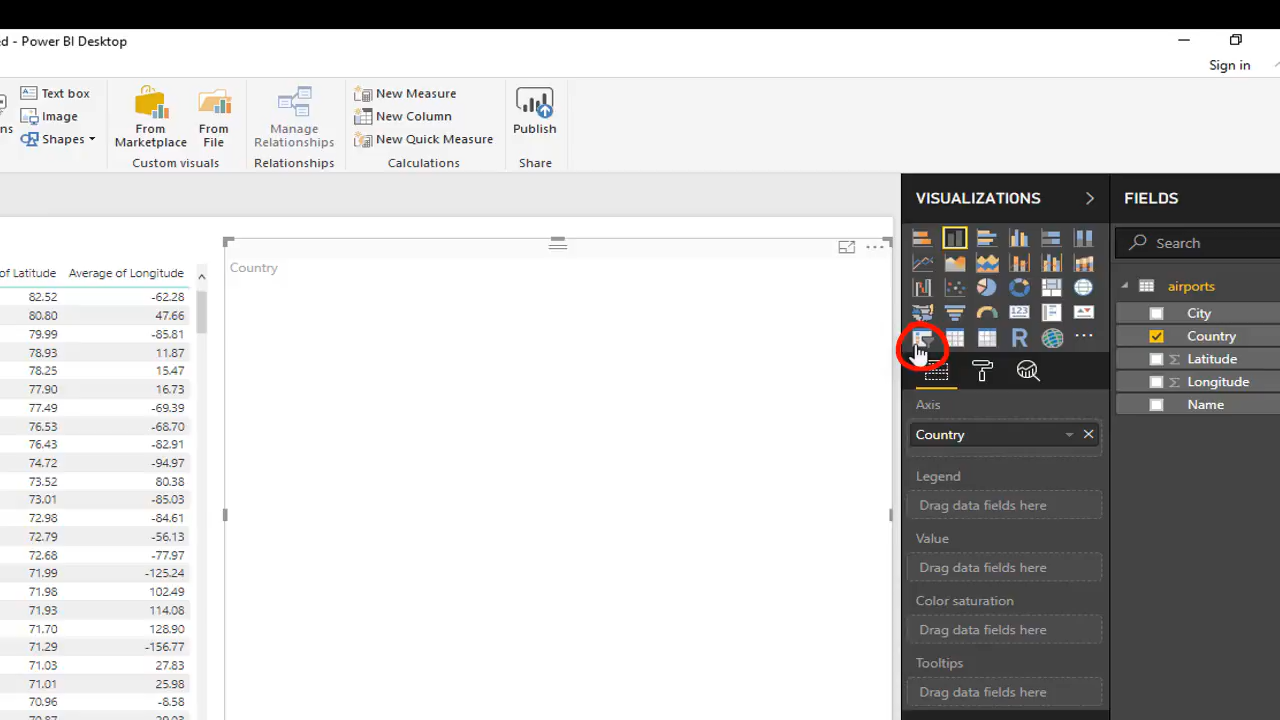 d - Power BI Desktop
Sign in
Text box
Image
Shapes
ns
From Marketplace
From File
Custom visuals
Manage Relationships
Relationships
New Measure
New Column
New Quick Measure
Calculations
Publish
Share
VISUALIZATIONS
FIELDS
Search
airports
City
Country
Latitude
Longitude
Name
Country
of Latitude Average of Longitude
82.52 -62.28
80.80 47.66
79.99 -85.81
78.93 11.87
78.25 15.47
77.90 16.73
77.49 -69.39
76.53 -68.70
76.43 -82.91
74.72 -94.97
73.52 80.38
73.01 -85.03
72.98 -84.61
72.79 -56.13
72.68 -77.97
71.99 -125.24
71.98 102.49
71.93 114.08
71.70 128.90
71.29 -156.77
71.03 27.83
71.01 25.98
70.96 -8.58
70.87 29.03
123
R
Axis
Country
Legend
Drag data fields here
Value
Drag data fields here
Color saturation
Drag data fields here
Tooltips
Drag data fields here